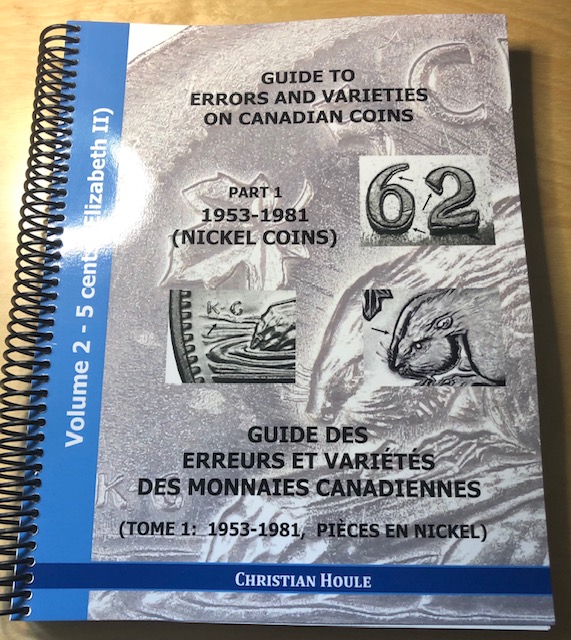 GUIDE TO
ERRORS AND VARIETIES
ON CANADIAN COINS
PART 1
1953-1981
(NICKEL COINS)
62
K-G
GUIDE DES
ERREURS ET VARIÉTÉS
DES MONNAIES CANADIENNES
(TOME 1: 1953-1981, PIÈCES EN NICKEL)
CHRISTIAN HOULE
Volume 2 - 5 cent Elizabeth II)
K G
C